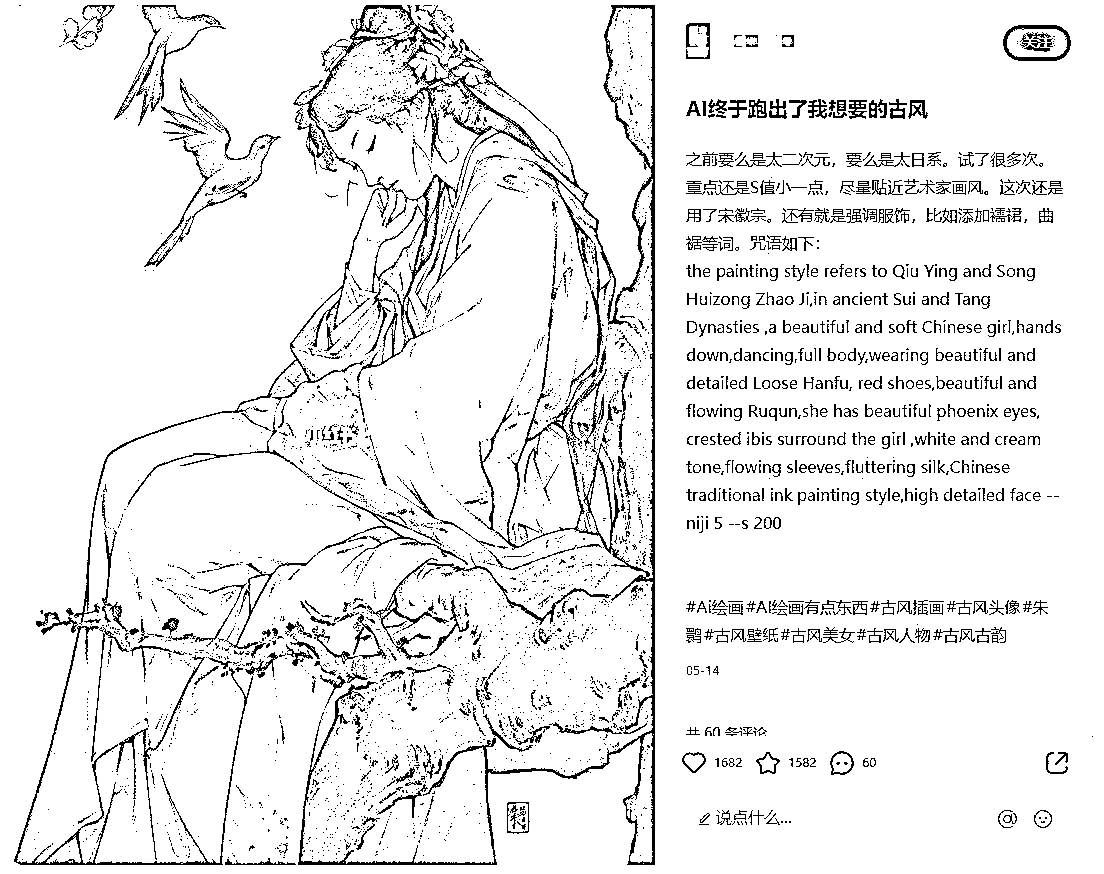 关注
AI终于跑出了我想要的古风
之前要么是太二次元，要么是太日系。试了很多次。
重点还是S值小一点，尽量贴近艺术家画风。这次还是
用了宋徽宗。还有就是强调服饰，比如添加襦裙，曲
裾等词。咒语如下：
the painting style refers to Qiu Ying and Song
Huizong Zhao Ji,in ancient Sui and Tang
Dynasties ,a beautiful and soft Chinese girl,hands
down,dancing,full body,wearing beautiful and
detailed Loose Hanfu, red shoes,beautiful and
flowing Ruqun,she has beautiful phoenix eyes,
crested ibis surround the girl ,white and cream
tone,flowing sleeves,fluttering silk,Chinese
traditional ink painting style,high detailed face --
niji 5 --s 200
#Ai绘画#AI绘画有点东西#古风插画#古风头像#朱
鹮#古风壁纸#古风美女#古风人物#古风古韵
05-14
共 60 条评论
1682 1582 60
说点什么...